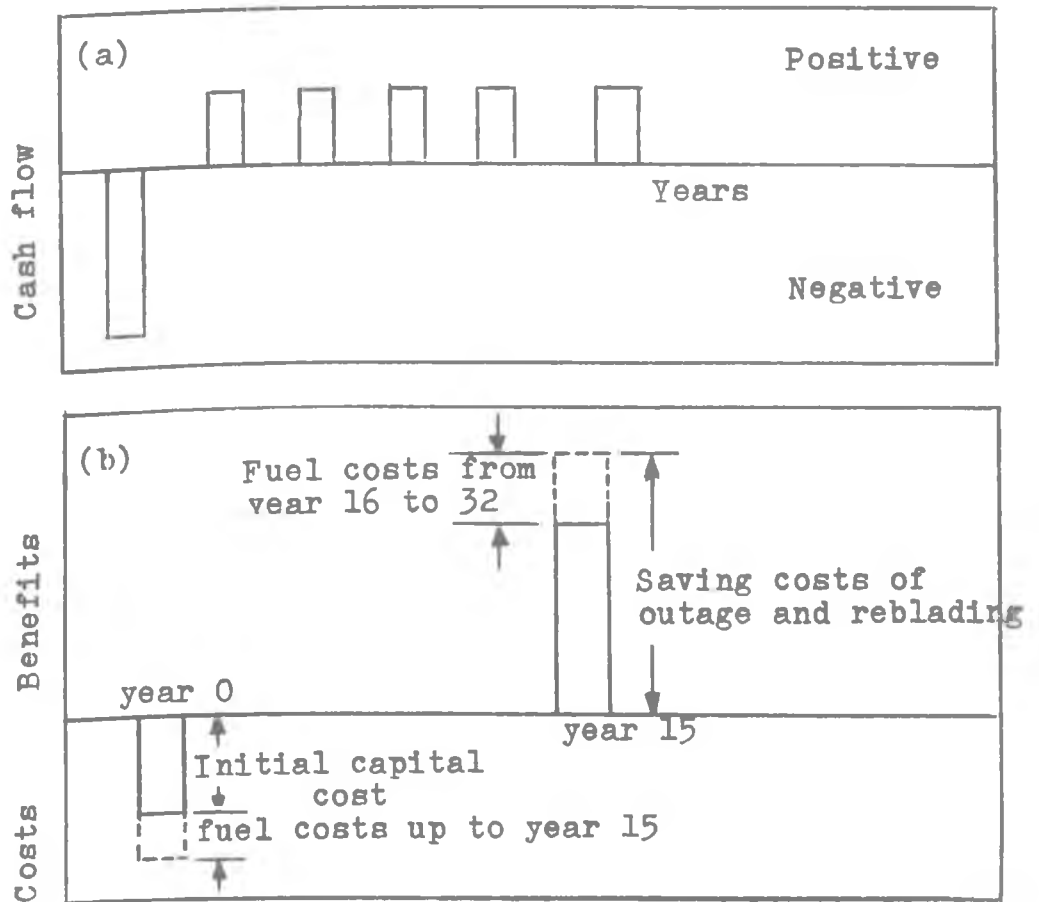 (a)
Positive
Cash flow
Years
Negative
(b)
Fuel costs from
year 16 to 32
Saving costs of
outage and reblading
Benefits
year 0
year 15
Initial capital
cost
fuel costs up to year 15
Costs